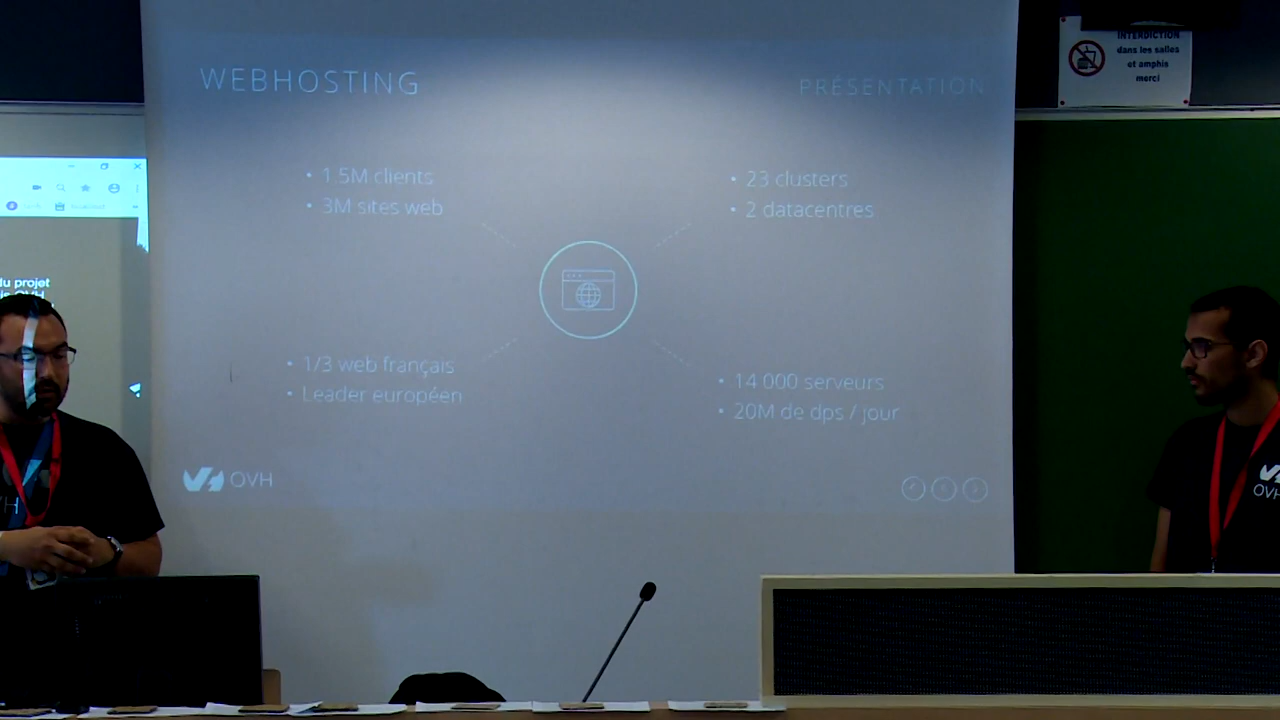 WEBHOSTING
PRÉSENTATION
• 1.5M clients
• 3M sites web
• 23 clusters
• 2 datacentres
• 1/3 web français
• Leader européen
• 14 000 serveurs
• 20M de dps / jour
OVH
INTERDICTION
dans les salles
et amphis
merci
du projet
OVH
OVH